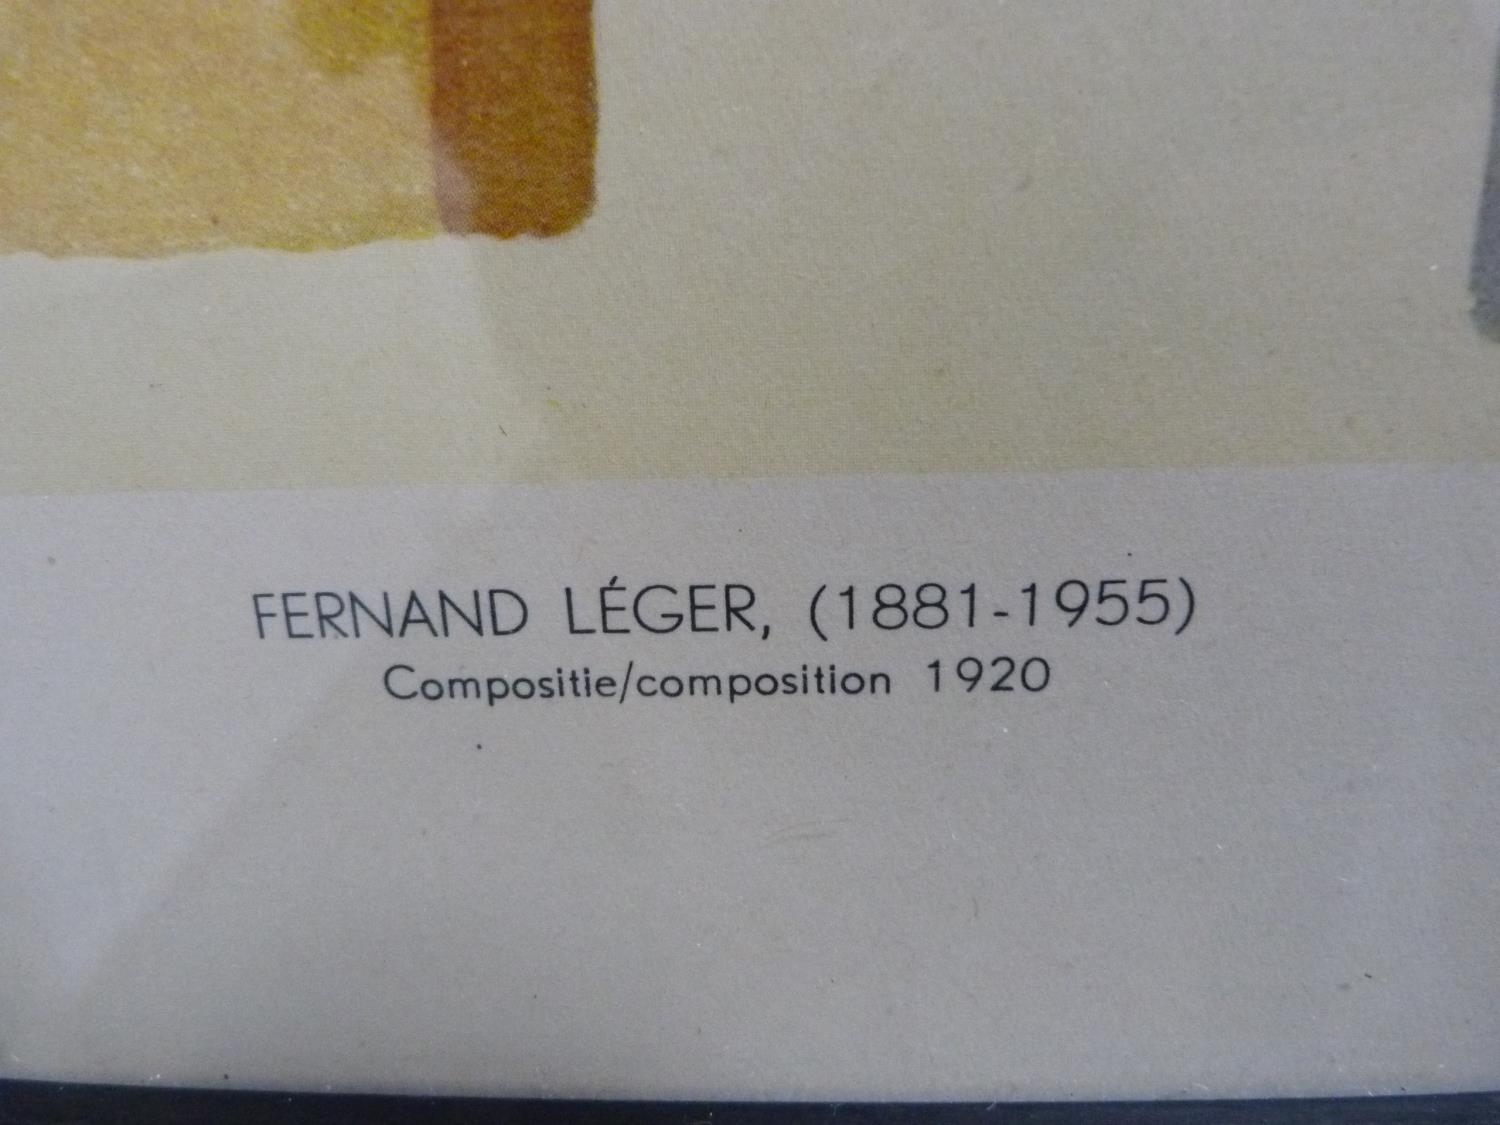 FERNAND LÉGER, (1881-1955)
Compositie/composition 1920